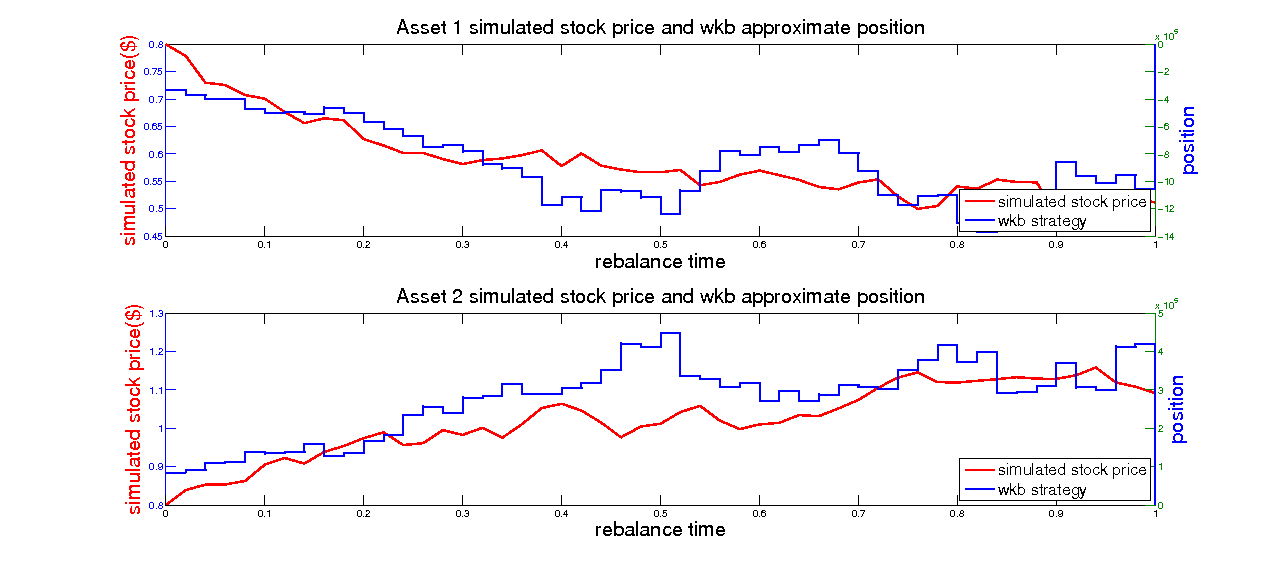 Asset 1 simulated stock price and wkb approximate position
x 10^5
simulated stock price($)
0.8
0.75
0.7
0.65
0.6
0.55
0.5
0.45
0
−2
−4
−6
−8
−10
−12
−14
position
simulated stock price
wkb strategy
0 0.1 0.2 0.3 0.4 0.5 0.6 0.7 0.8 0.9 1
rebalance time
Asset 2 simulated stock price and wkb approximate position
x 10^5
simulated stock price($)
1.3
1.2
1.1
1
0.9
0.8
5
4
3
2
1
0
position
simulated stock price
wkb strategy
0 0.1 0.2 0.3 0.4 0.5 0.6 0.7 0.8 0.9 1
rebalance time